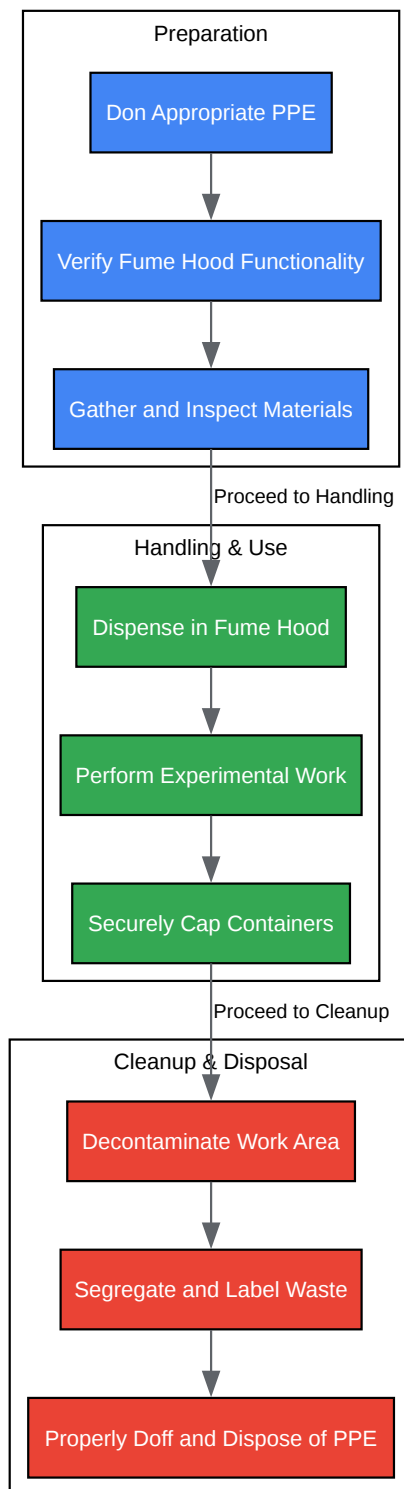 Preparation
Don Appropriate PPE
Verify Fume Hood Functionality
Gather and Inspect Materials
Proceed to Handling
Handling & Use
Dispense in Fume Hood
Perform Experimental Work
Securely Cap Containers
Proceed to Cleanup
Cleanup & Disposal
Decontaminate Work Area
Segregate and Label Waste
Properly Doff and Dispose of PPE